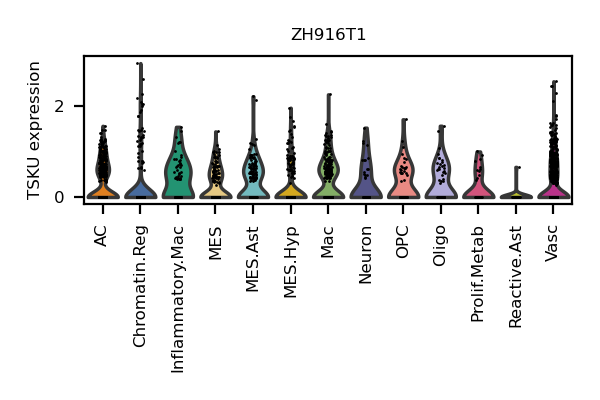 ZH916T1
TSKU expression
2
0
AC
Chromatin.Reg
Inflammatory.Mac
MES
MES.Ast
MES.Hyp
Mac
Neuron
OPC
Oligo
Prolif.Metab
Reactive.Ast
Vasc